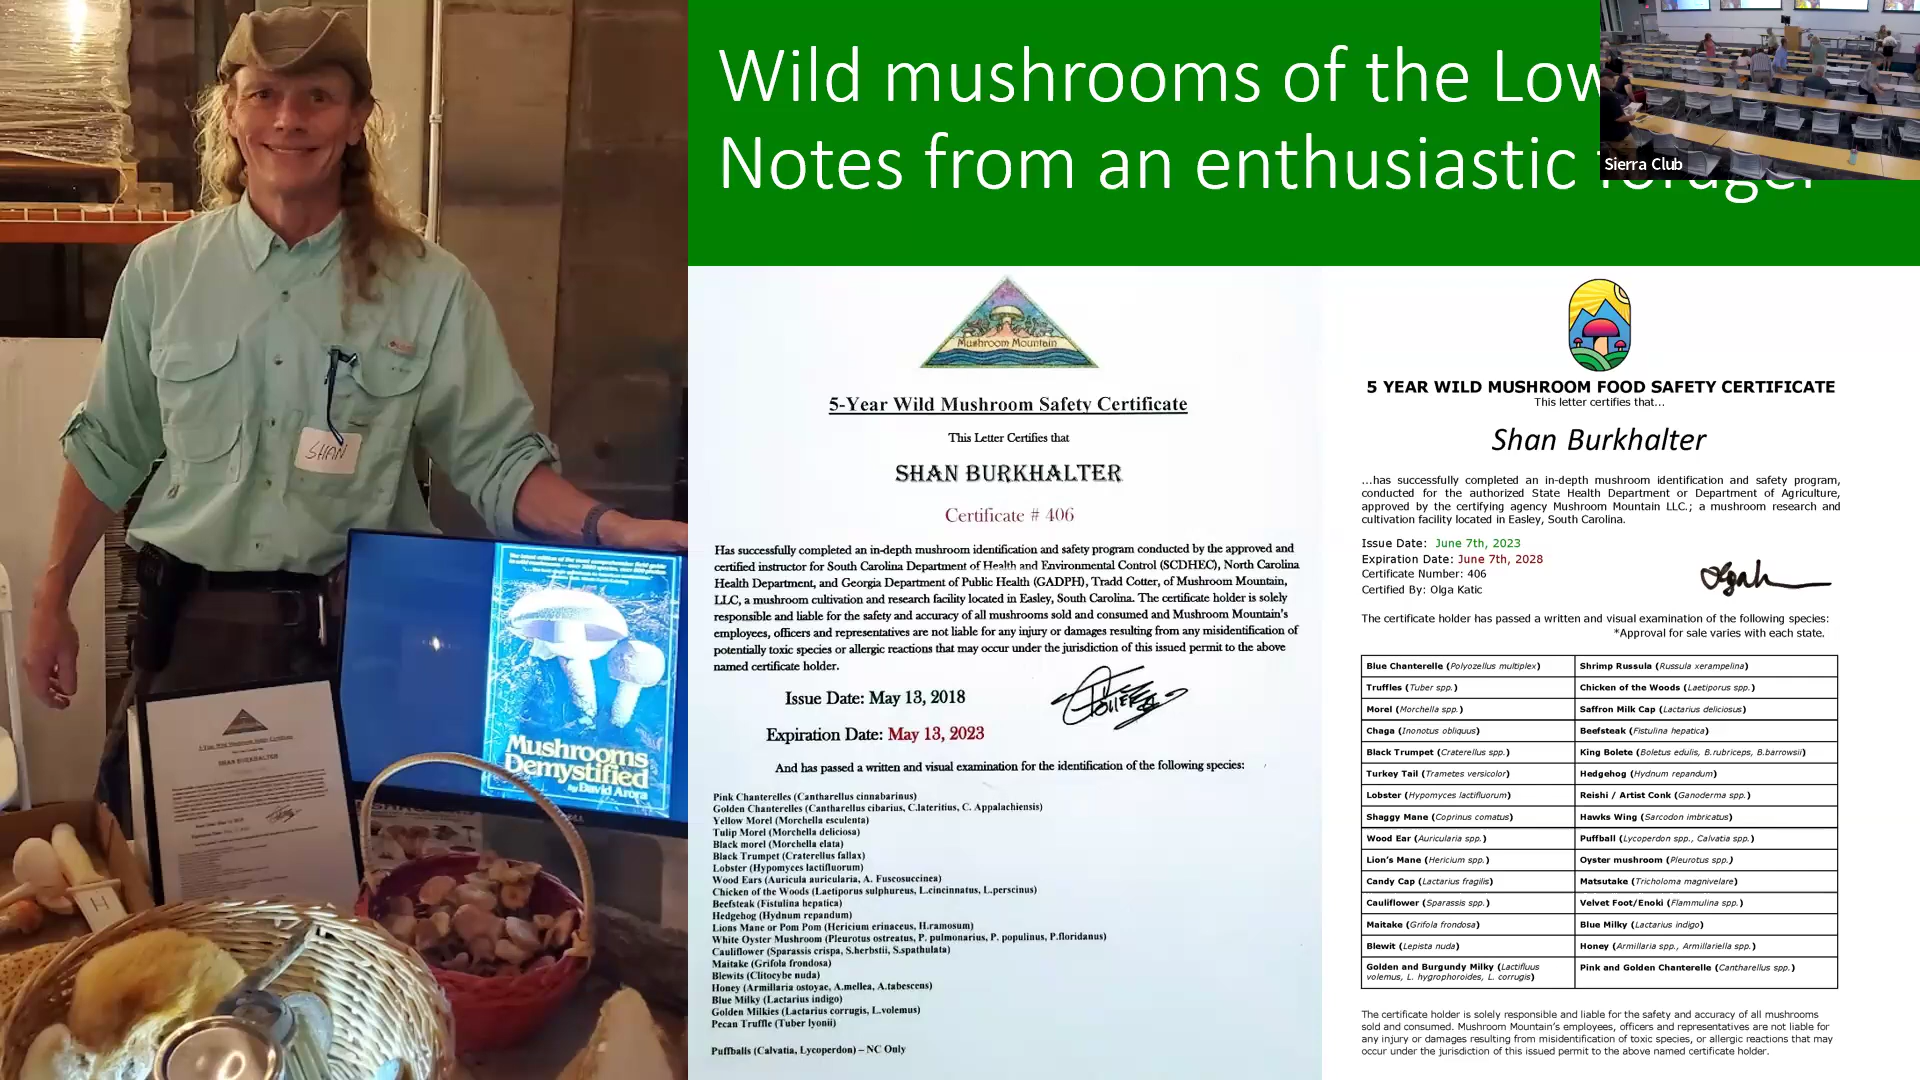 Wild mushrooms of the Low
Notes from an enthusiastic forager
Sierra Club
SHAN
Mushrooms
Demystified
by David Arora
5-Year Wild Mushroom Safety Certificate
SHAN BURKHALTER
H
Mushroom Mountain
5-Year Wild Mushroom Safety Certificate
This Letter Certifies that
SHAN BURKHALTER
Certificate # 406
Has successfully completed an in-depth mushroom identification and safety program conducted by the approved and
certified instructor for South Carolina Department of Health and Environmental Control (SCDHEC), North Carolina
Health Department, and Georgia Department of Public Health (GADPH), Tradd Cotter, of Mushroom Mountain,
LLC, a mushroom cultivation and research facility located in Easley, South Carolina. The certificate holder is solely
responsible and liable for the safety and accuracy of all mushrooms sold and consumed and Mushroom Mountain's
employees, officers and representatives are not liable for any injury or damages resulting from any misidentification of
potentially toxic species or allergic reactions that may occur under the jurisdiction of this issued permit to the above
named certificate holder.
Issue Date: May 13, 2018
Expiration Date: May 13, 2023
And has passed a written and visual examination for the identification of the following species:
Pink Chanterelles (Cantharellus cinnabarinus)
Golden Chanterelles (Cantharellus cibarius, C.lateritius, C. Appalachiensis)
Yellow Morel (Morchella esculenta)
Tulip Morel (Morchella deliciosa)
Black morel (Morchella elata)
Black Trumpet (Craterellus fallax)
Lobster (Hypomyces lactifluorum)
Wood Ears (Auricula auricularia, A. Fuscosuccinea)
Chicken of the Woods (Laetiporus sulphureus, L.cincinnatus, L.perscinus)
Beefsteak (Fistulina hepatica)
Hedgehog (Hydnum repandum)
Lions Mane or Pom Pom (Hericium erinaceus, H.ramosum)
White Oyster Mushroom (Pleurotus ostreatus, P. pulmonarius, P. populinus, P.floridanus)
Cauliflower (Sparassis crispa, S.herbstii, S.spathulata)
Maitake (Grifola frondosa)
Blewits (Clitocybe nuda)
Honey (Armillaria ostoyae, A.mellea, A.tabescens)
Blue Milky (Lactarius indigo)
Golden Milkies (Lactarius corrugis, L.volemus)
Pecan Truffle (Tuber lyonii)
Puffballs (Calvatia, Lycoperdon) – NC Only
5 YEAR WILD MUSHROOM FOOD SAFETY CERTIFICATE
This letter certifies that...
Shan Burkhalter
...has successfully completed an in-depth mushroom identification and safety program,
conducted for the authorized State Health Department or Department of Agriculture,
approved by the certifying agency Mushroom Mountain LLC.; a mushroom research and
cultivation facility located in Easley, South Carolina.
Issue Date: June 7th, 2023
Expiration Date: June 7th, 2028
Certificate Number: 406
Certified By: Olga Katic
The certificate holder has passed a written and visual examination of the following species:
*Approval for sale varies with each state.
Blue Chanterelle (Polyozellus multiplex) Shrimp Russula (Russula xerampelina)
Truffles (Tuber spp.) Chicken of the Woods (Laetiporus spp.)
Morel (Morchella spp.) Saffron Milk Cap (Lactarius deliciosus)
Chaga (Inonotus obliquus) Beefsteak (Fistulina hepatica)
Black Trumpet (Craterellus spp.) King Bolete (Boletus edulis, B.rubriceps, B.barrowsii)
Turkey Tail (Trametes versicolor) Hedgehog (Hydnum repandum)
Lobster (Hypomyces lactifluorum) Reishi / Artist Conk (Ganoderma spp.)
Shaggy Mane (Coprinus comatus) Hawks Wing (Sarcodon imbricatus)
Wood Ear (Auricularia spp.) Puffball (Lycoperdon spp., Calvatia spp.)
Lion's Mane (Hericium spp.) Oyster mushroom (Pleurotus spp.)
Candy Cap (Lactarius fragilis) Matsutake (Tricholoma magnivelare)
Cauliflower (Sparassis spp.) Velvet Foot/Enoki (Flammulina spp.)
Maitake (Grifola frondosa) Blue Milky (Lactarius indigo)
Blewit (Lepista nuda) Honey (Armillaria spp., Armillariella spp.)
Golden and Burgundy Milky (Lactifluus
volemus, L. hygrophoroides, L. corrugis) Pink and Golden Chanterelle (Cantharellus spp.)
The certificate holder is solely responsible and liable for the safety and accuracy of all mushrooms
sold and consumed. Mushroom Mountain's employees, officers and representatives are not liable for
any injury or damages resulting from misidentification of toxic species, or allergic reactions that may
occur under the jurisdiction of this issued permit to the above named certificate holder.